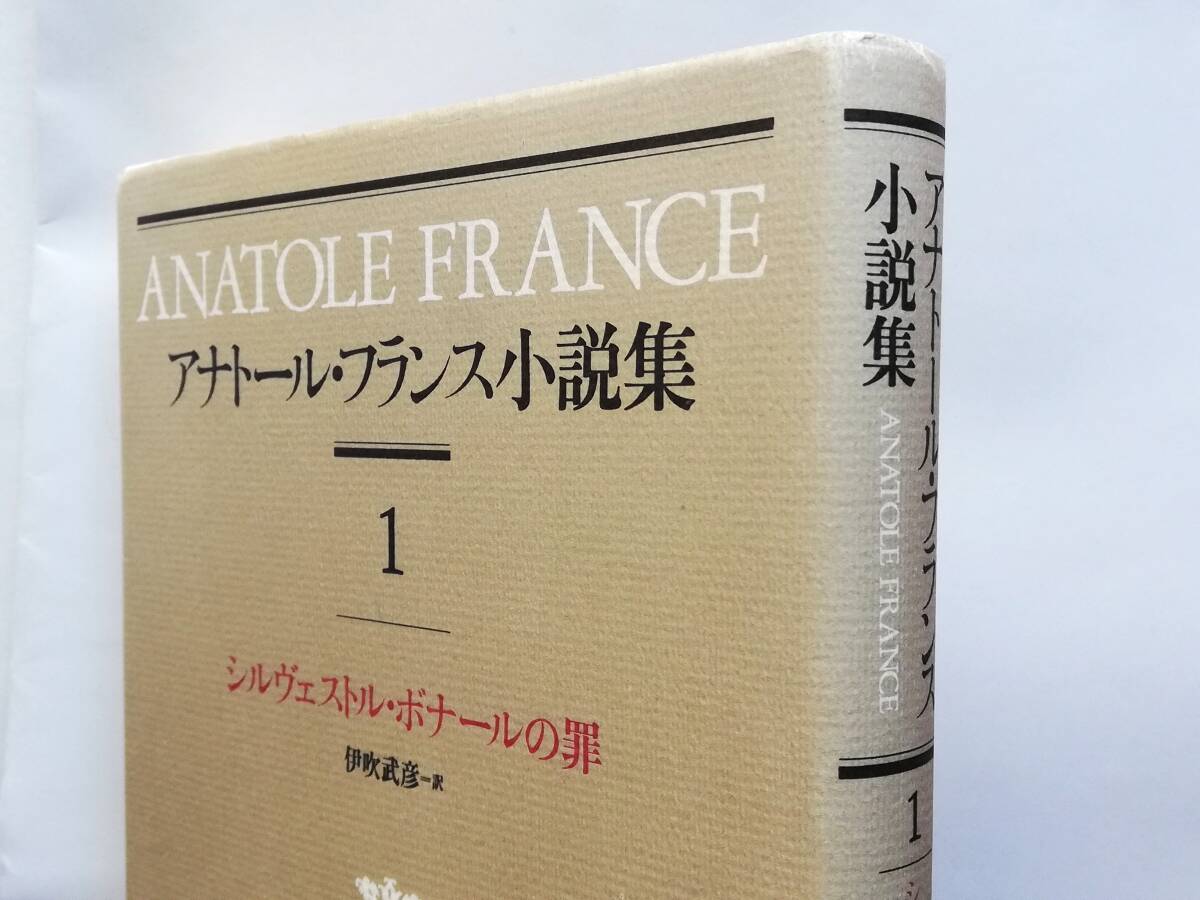 ANATOLE FRANCE
アナトール・フランス小説集
1
シルヴェストル・ボナールの罪
伊吹武彦=訳
アナトール・フランス
小説集
ANATOLE FRANCE
1
シ